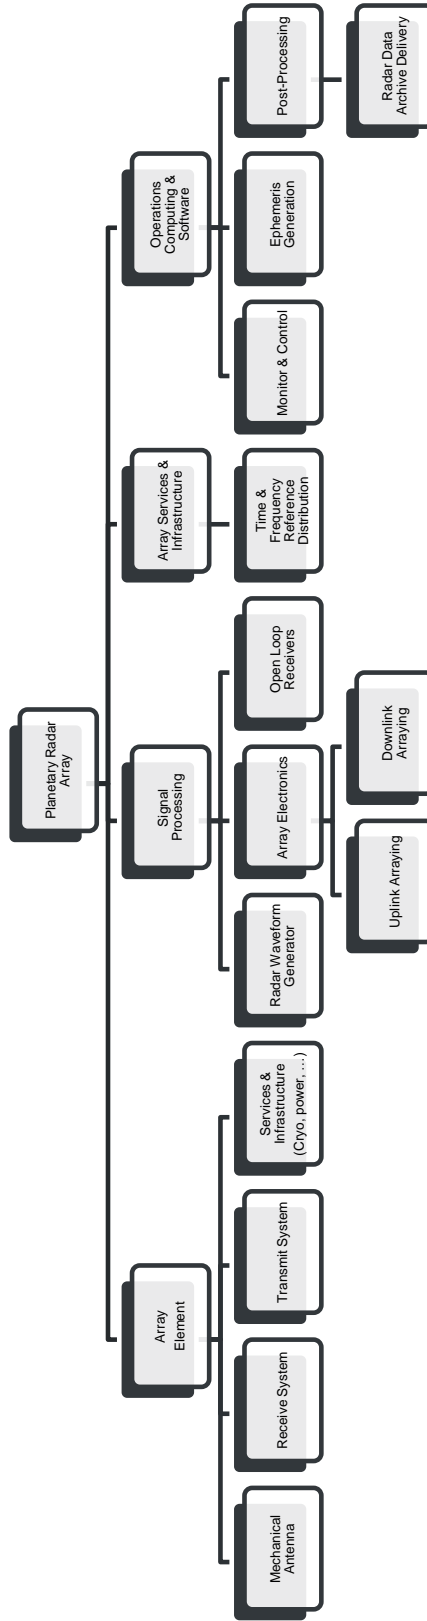 Planetary Radar
Array
Array
Element
Signal
Processing
Array Services &
Infrastructure
Operations
Computing &
Software
Mechanical
Antenna
Receive System
Transmit System
Services &
Infrastructure
(Cryo, power, …)
Radar Waveform
Generator
Array Electronics
Open Loop
Receivers
Time &
Frequency
Reference
Distribution
Monitor & Control
Ephemeris
Generation
Post-Processing
Uplink Arraying
Downlink
Arraying
Radar Data
Archive Delivery